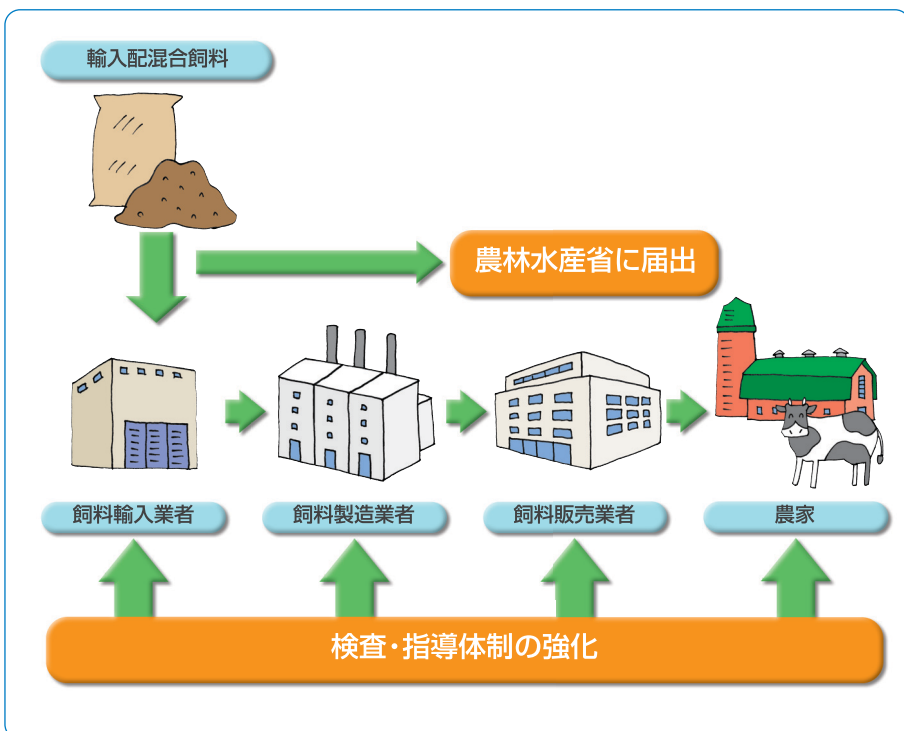 輸入配混合飼料
農林水産省に届出
飼料輸入業者
飼料製造業者
飼料販売業者
農家
検査・指導体制の強化